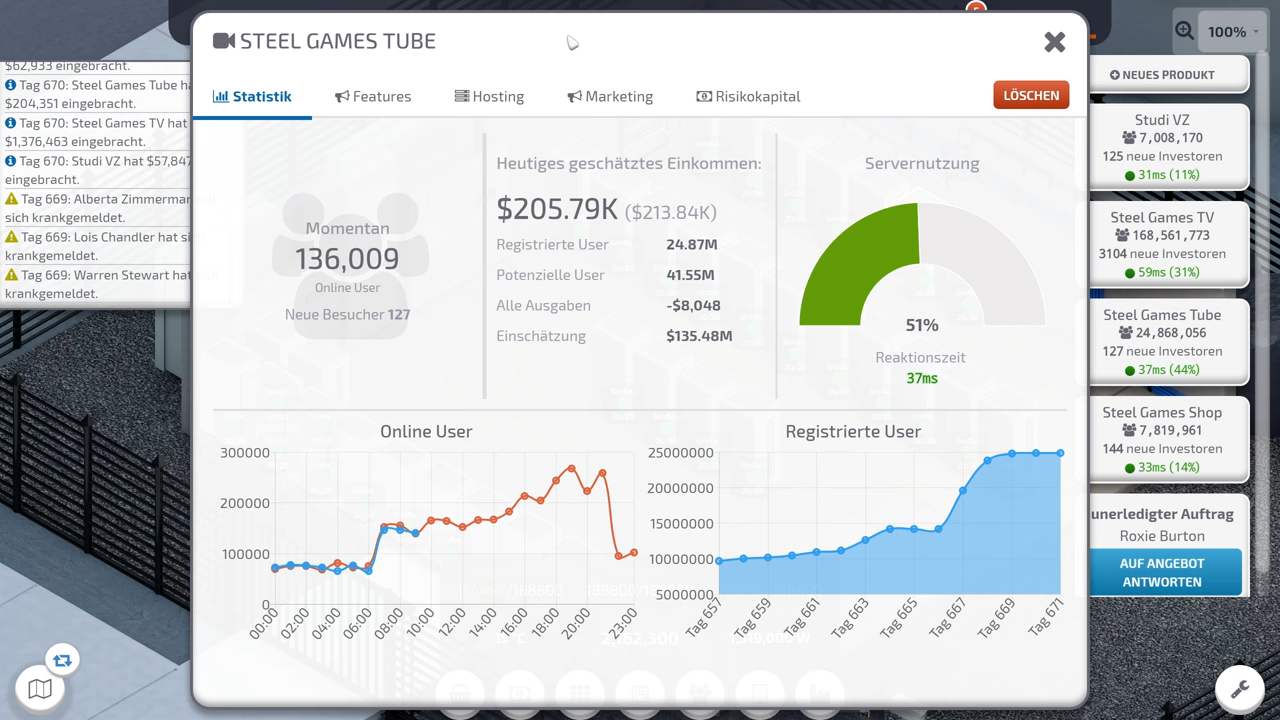 STEEL GAMES TUBE
100%
$62,933 eingebracht.
Tag 670: Steel Games Tube
$204,351 eingebracht.
Tag 670: Steel Games TV hat
$1,376,463 eingebracht.
Tag 670: Studi VZ hat $57,847
eingebracht.
Tag 669: Alberta Zimmerman
sich krankgemeldet.
Tag 669: Lois Chandler hat
krankgemeldet.
Tag 669: Warren Stewart hat
krankgemeldet.
Statistik
Features
Hosting
Marketing
Risikokapital
LÖSCHEN
Momentan
136,009
Online User
Neue Besucher 127
Heutiges geschätztes Einkommen:
$205.79K ($213.84K)
Registrierte User 24.87M
Potenzielle User 41.55M
Alle Ausgaben -$8,048
Einschätzung $135.48M
Servernutzung
51%
Reaktionszeit
37ms
Online User
300000
200000
100000
0
00:00 02:00 04:00 06:00 08:00 10:00 12:00 14:00 16:00 18:00 20:00 23:00
Registrierte User
25000000
20000000
15000000
10000000
5000000
Tag 657 Tag 659 Tag 661 Tag 663 Tag 665 Tag 667 Tag 669 Tag 671
NEUES PRODUKT
Studi VZ
7,008,170
125 neue Investoren
31ms (11%)
Steel Games TV
168,561,773
3104 neue Investoren
59ms (31%)
Steel Games Tube
24,868,056
127 neue Investoren
37ms (44%)
Steel Games Shop
7,819,961
144 neue Investoren
33ms (14%)
unerledigter Auftrag
Roxie Burton
AUF ANGEBOT
ANTWORTEN